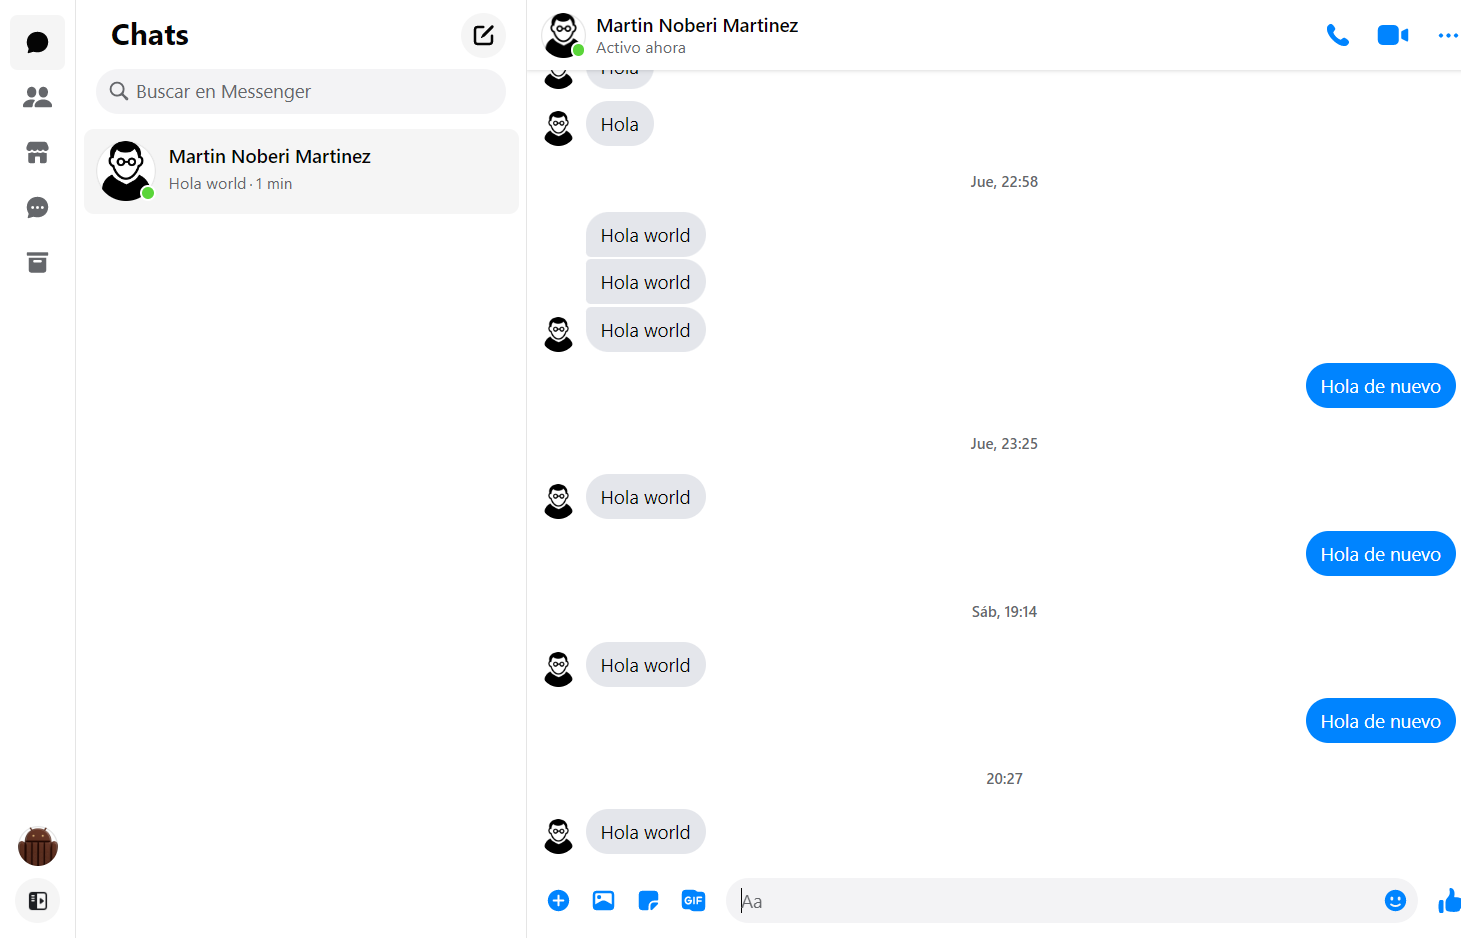 Chats
Buscar en Messenger
Martin Noberi Martinez
Hola world · 1 min
Martin Noberi Martinez
Activo ahora
Hola
Hola
Jue, 22:58
Hola world
Hola world
Hola world
Hola de nuevo
Jue, 23:25
Hola world
Hola de nuevo
Sáb, 19:14
Hola world
Hola de nuevo
20:27
Hola world
GIF
Aa